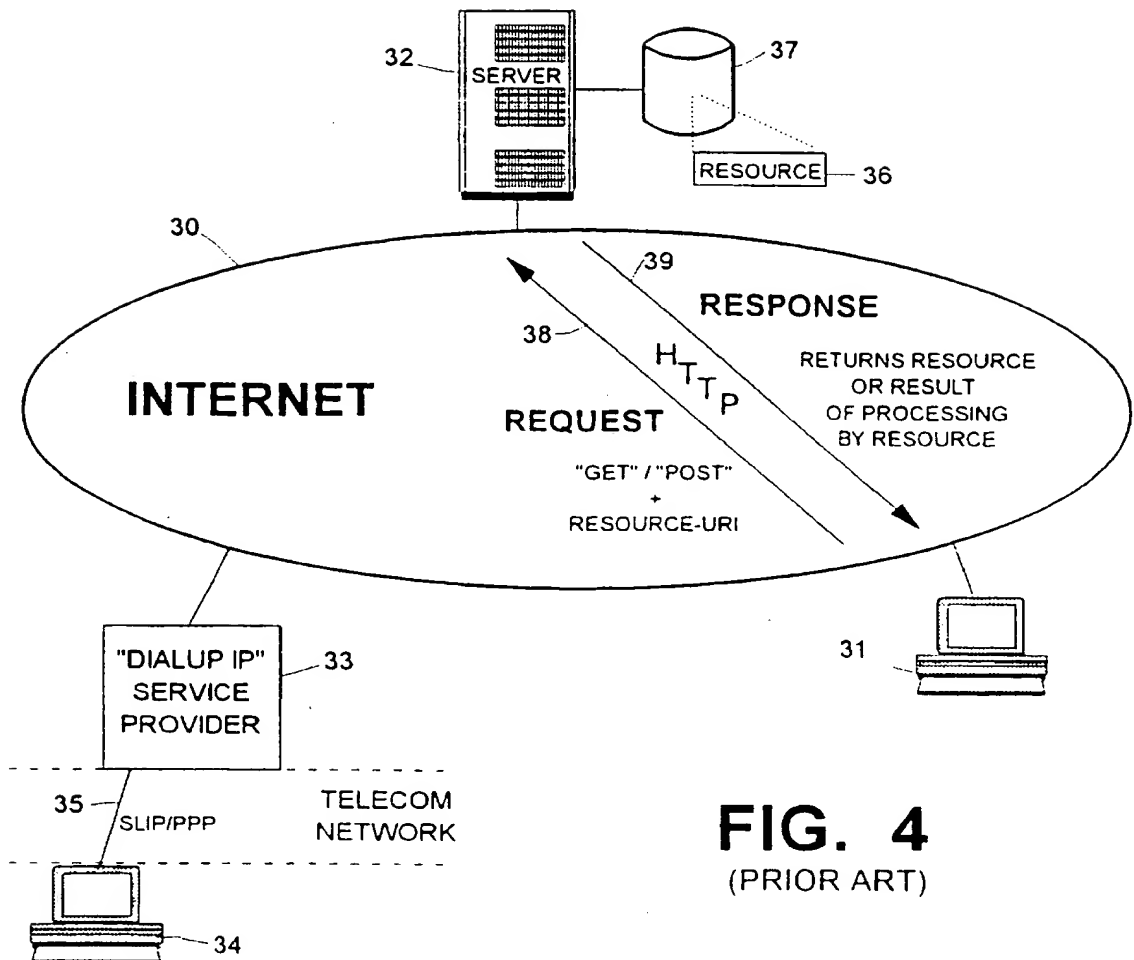 32
SERVER
37
RESOURCE
36
30
39
RESPONSE
38
HTTP
RETURNS RESOURCE
OR RESULT
OF PROCESSING
BY RESOURCE
INTERNET
REQUEST
"GET" / "POST"
+
RESOURCE-URI
"DIALUP IP"
SERVICE
PROVIDER
33
31
35
SLIP/PPP
TELECOM
NETWORK
34
FIG. 4
(PRIOR ART)